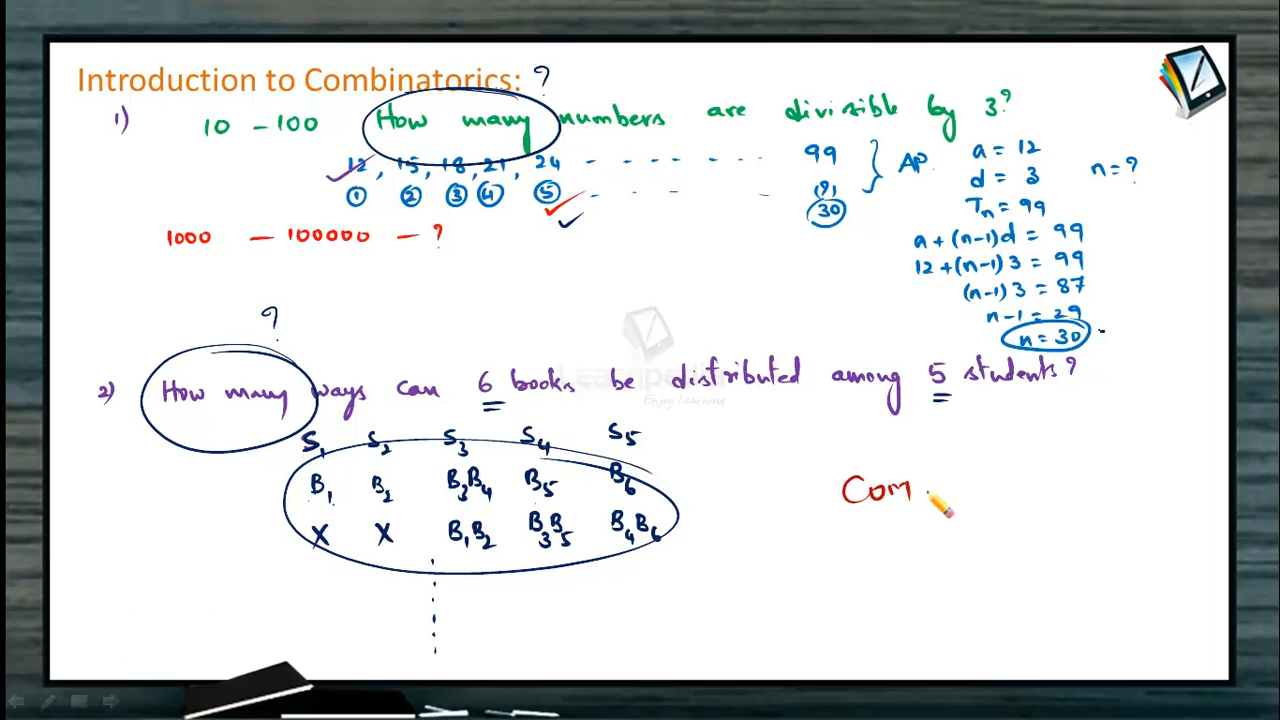 Introduction to Combinatorics: ?
1) 10 - 100 How many numbers are divisible by 3?
12, 15, 18, 21, 24 - - - - - - - - 99 } AP
1 2 3 4 5 - - - - (?)
30
a = 12
d = 3
Tn = 99
n = ?
a + (n-1)d = 99
12 + (n-1) 3 = 99
(n-1) 3 = 87
n-1 = 29
n = 30
1000 - 100000 - ?
?
2) How many ways can 6 books be distributed among 5 students?
Learnpedia
Enjoy Learning
S1 S2 S3 S4 S5
B1 B2 B3B4 B5 B6
X X B1B2 B3B5 B4B6
Com